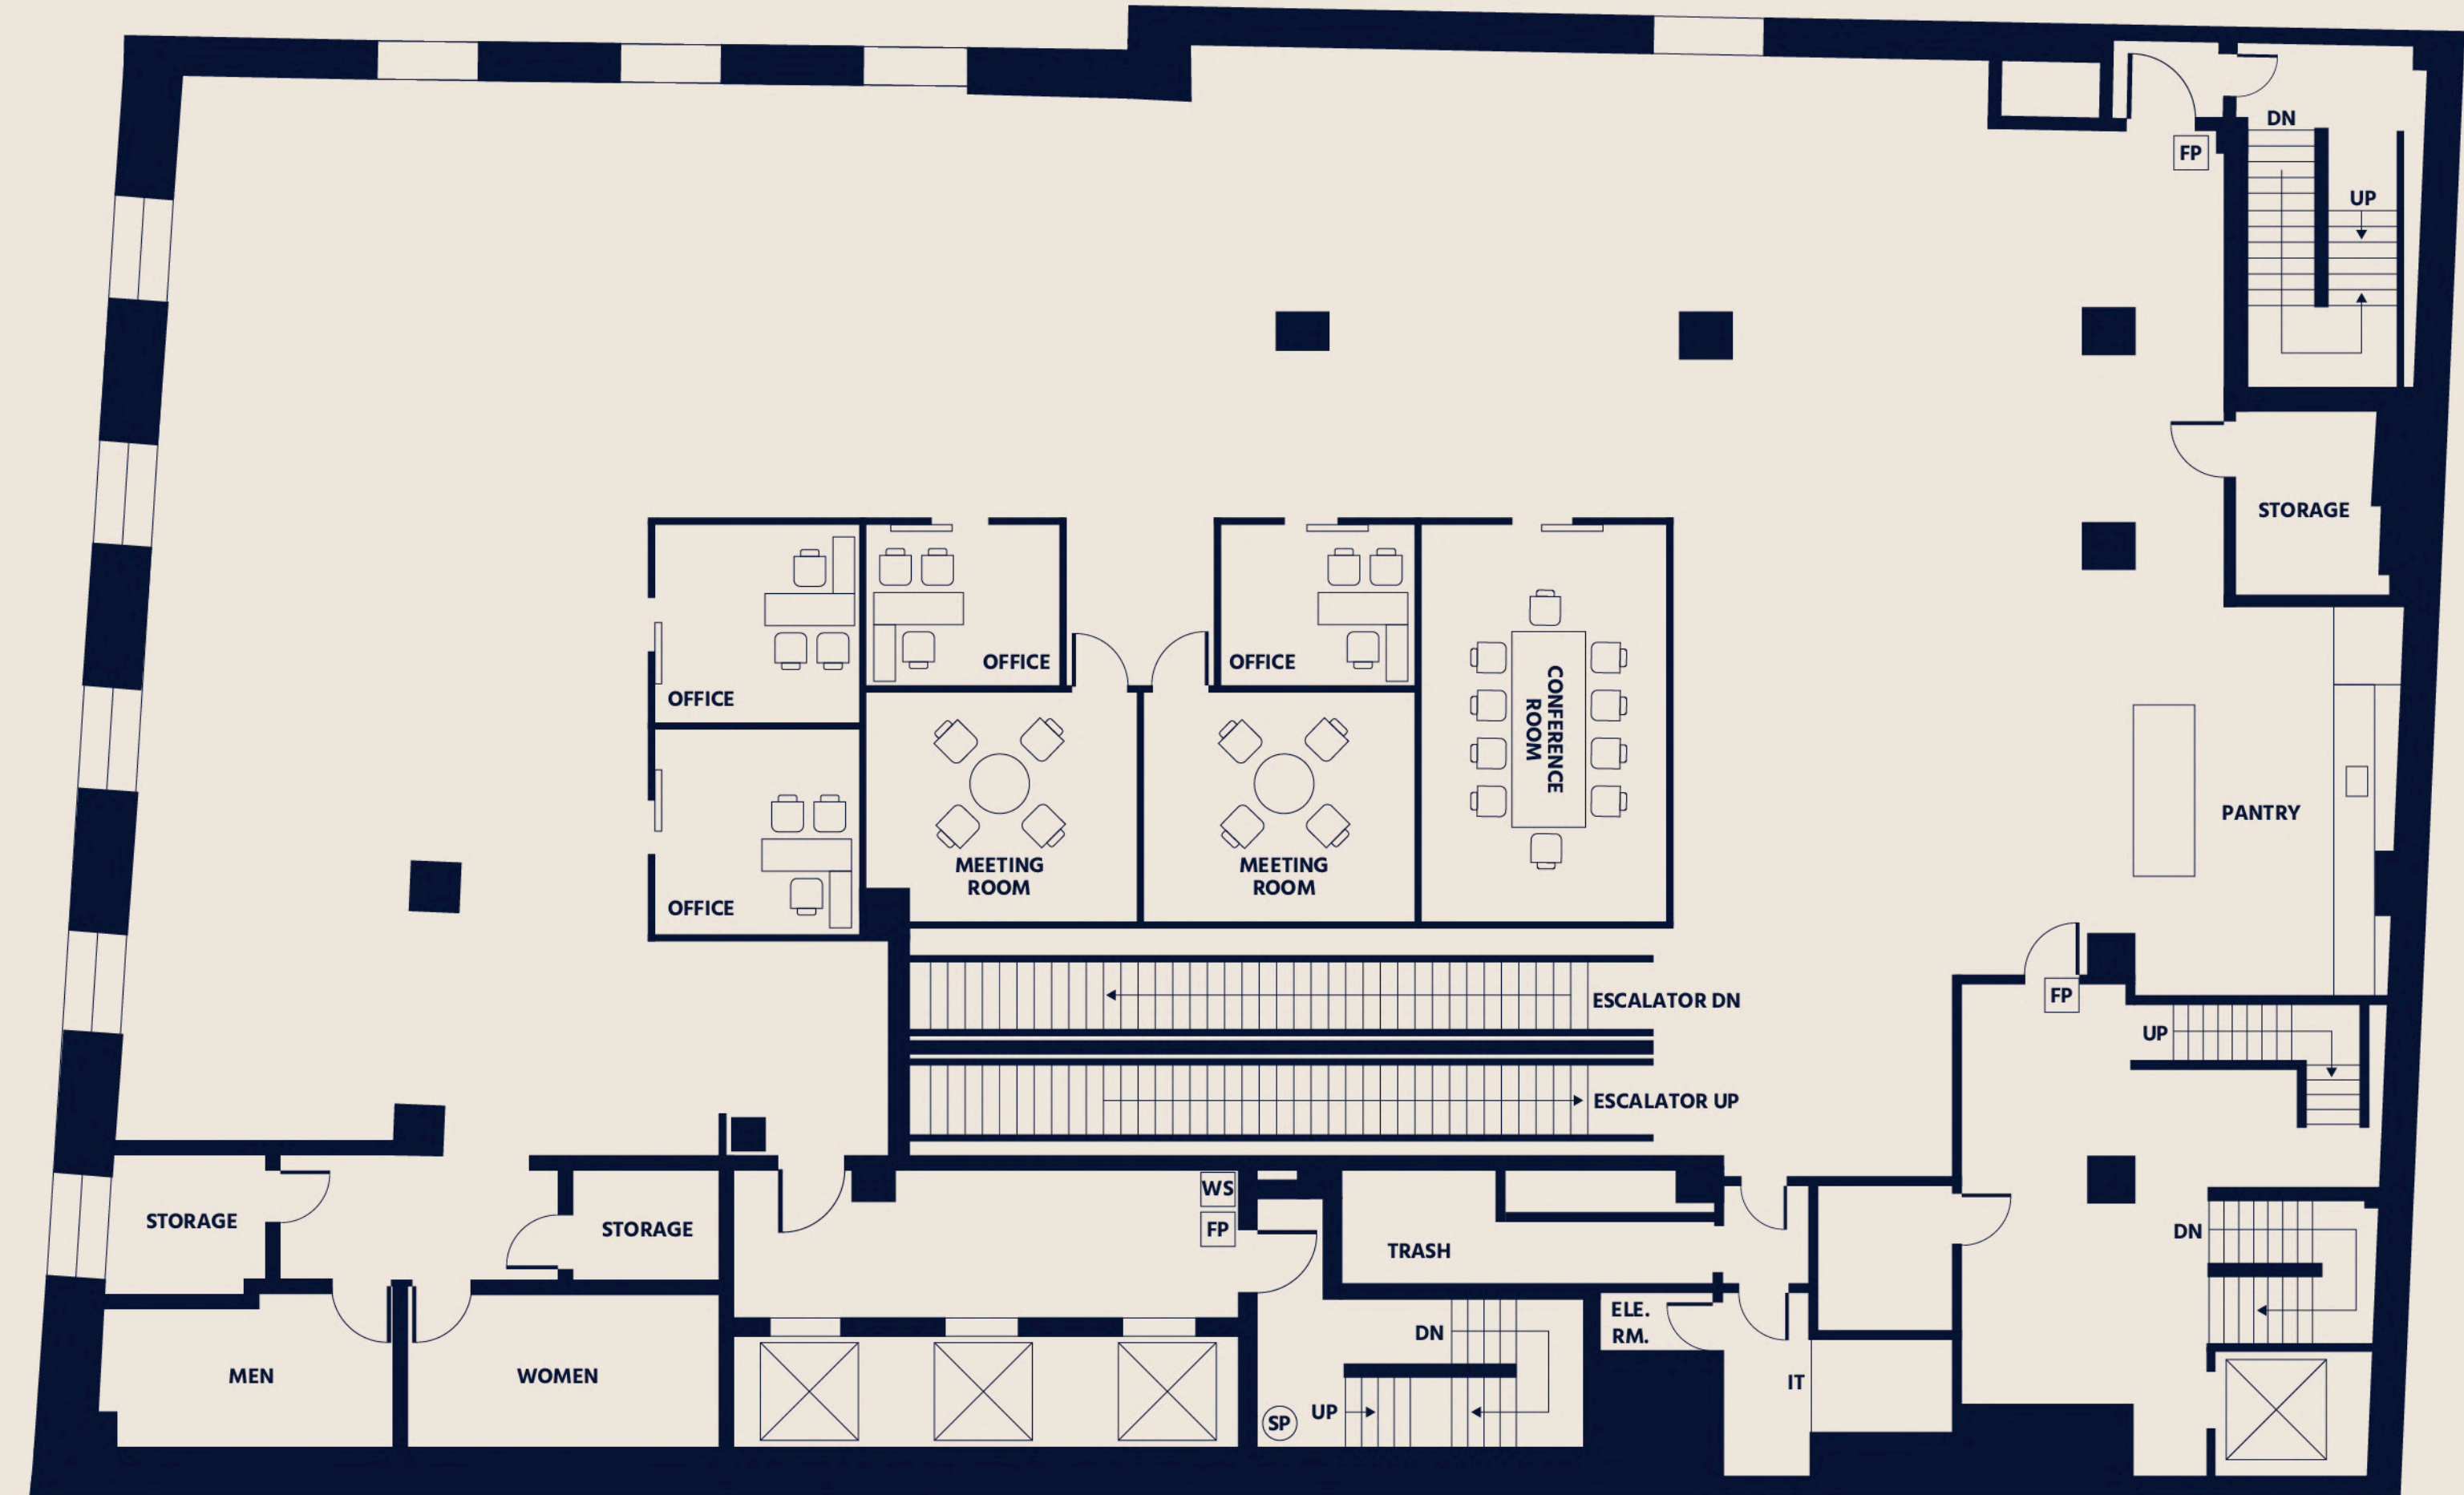 DN
FP
UP
STORAGE
OFFICE
OFFICE
OFFICE
CONFERENCE
ROOM
PANTRY
MEETING
ROOM
MEETING
ROOM
OFFICE
FP
ESCALATOR DN
UP
ESCALATOR UP
WS
STORAGE
STORAGE
FP
DN
TRASH
ELE.
RM.
DN
MEN
WOMEN
IT
SP
UP